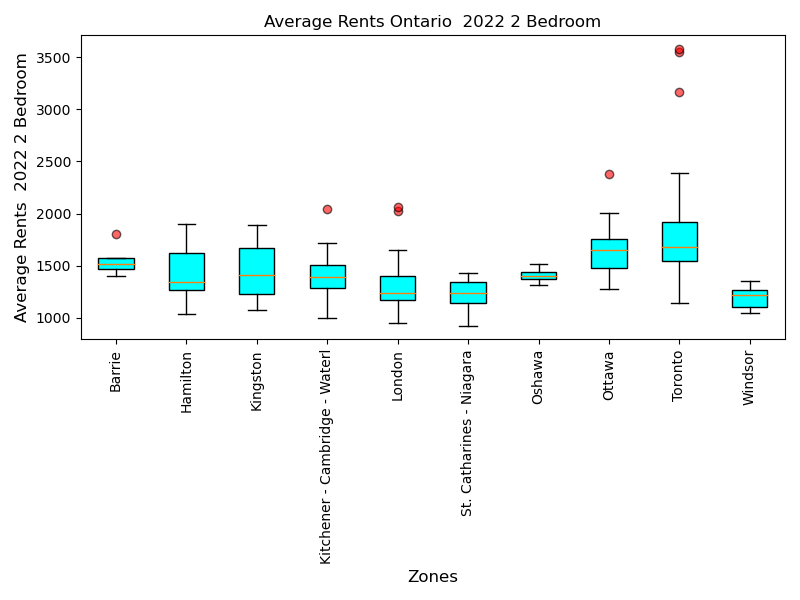 Average Rents Ontario  2022 2 Bedroom
Average Rents  2022 2 Bedroom
3500
3000
2500
2000
1500
1000
Barrie
Hamilton
Kingston
Kitchener - Cambridge - Waterl
London
St. Catharines - Niagara
Oshawa
Ottawa
Toronto
Windsor
Zones